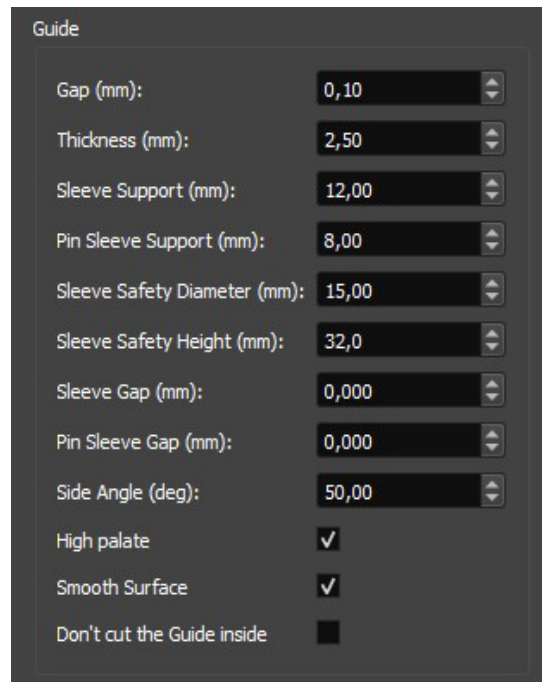 Guide
Gap (mm): 0,10
Thickness (mm): 2,50
Sleeve Support (mm): 12,00
Pin Sleeve Support (mm): 8,00
Sleeve Safety Diameter (mm): 15,00
Sleeve Safety Height (mm): 32,0
Sleeve Gap (mm): 0,000
Pin Sleeve Gap (mm): 0,000
Side Angle (deg): 50,00
High palate
Smooth Surface
Don't cut the Guide inside